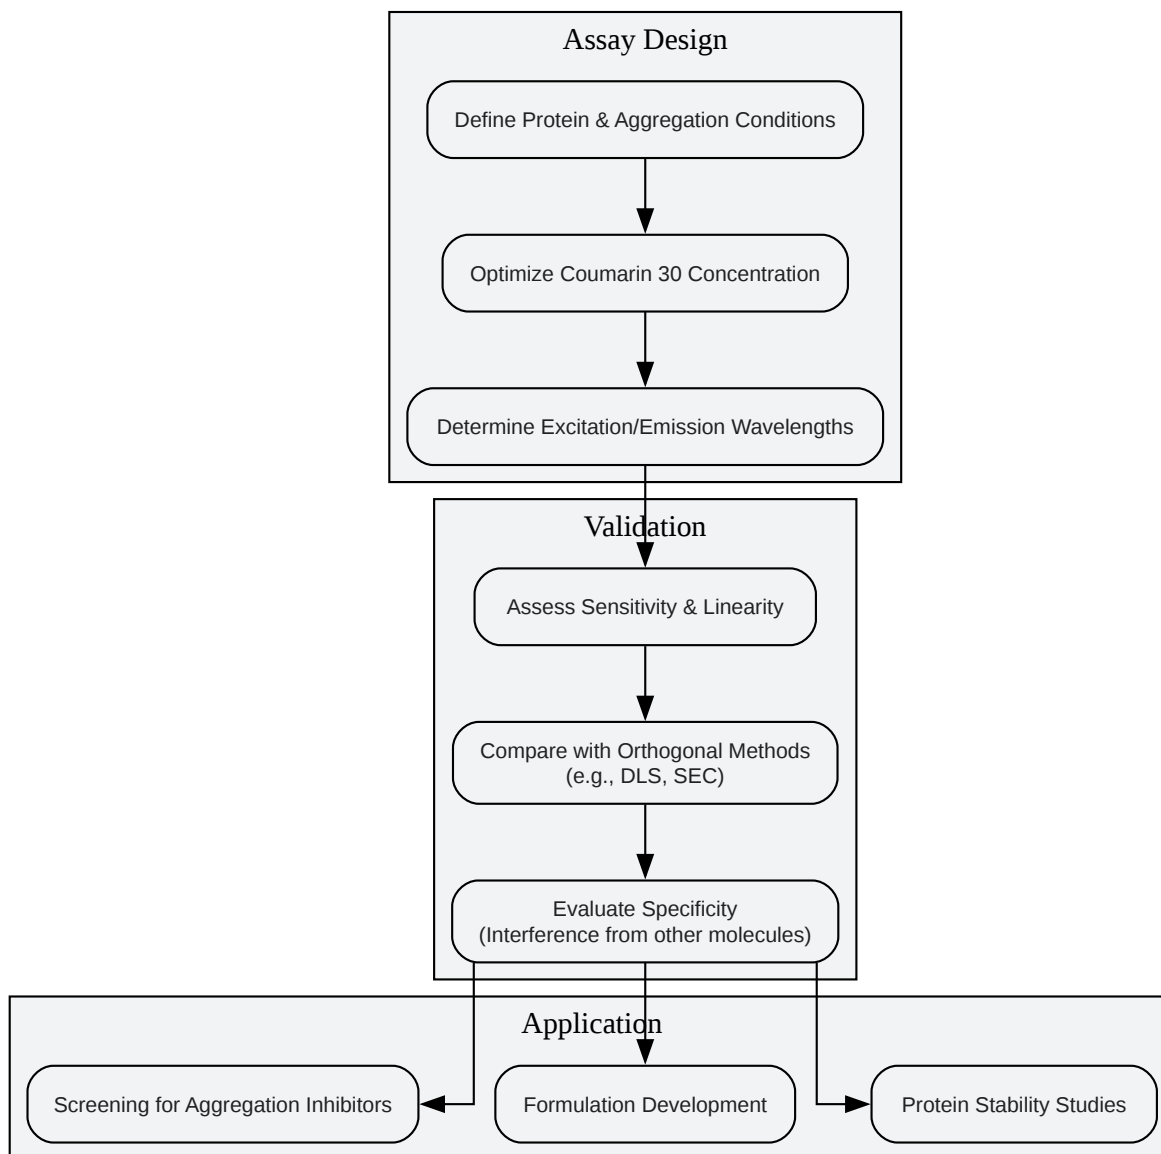 Assay Design
Define Protein & Aggregation Conditions
Optimize Coumarin 30 Concentration
Determine Excitation/Emission Wavelengths
Validation
Assess Sensitivity & Linearity
Compare with Orthogonal Methods
(e.g., DLS, SEC)
Evaluate Specificity
(Interference from other molecules)
Application
Screening for Aggregation Inhibitors
Formulation Development
Protein Stability Studies